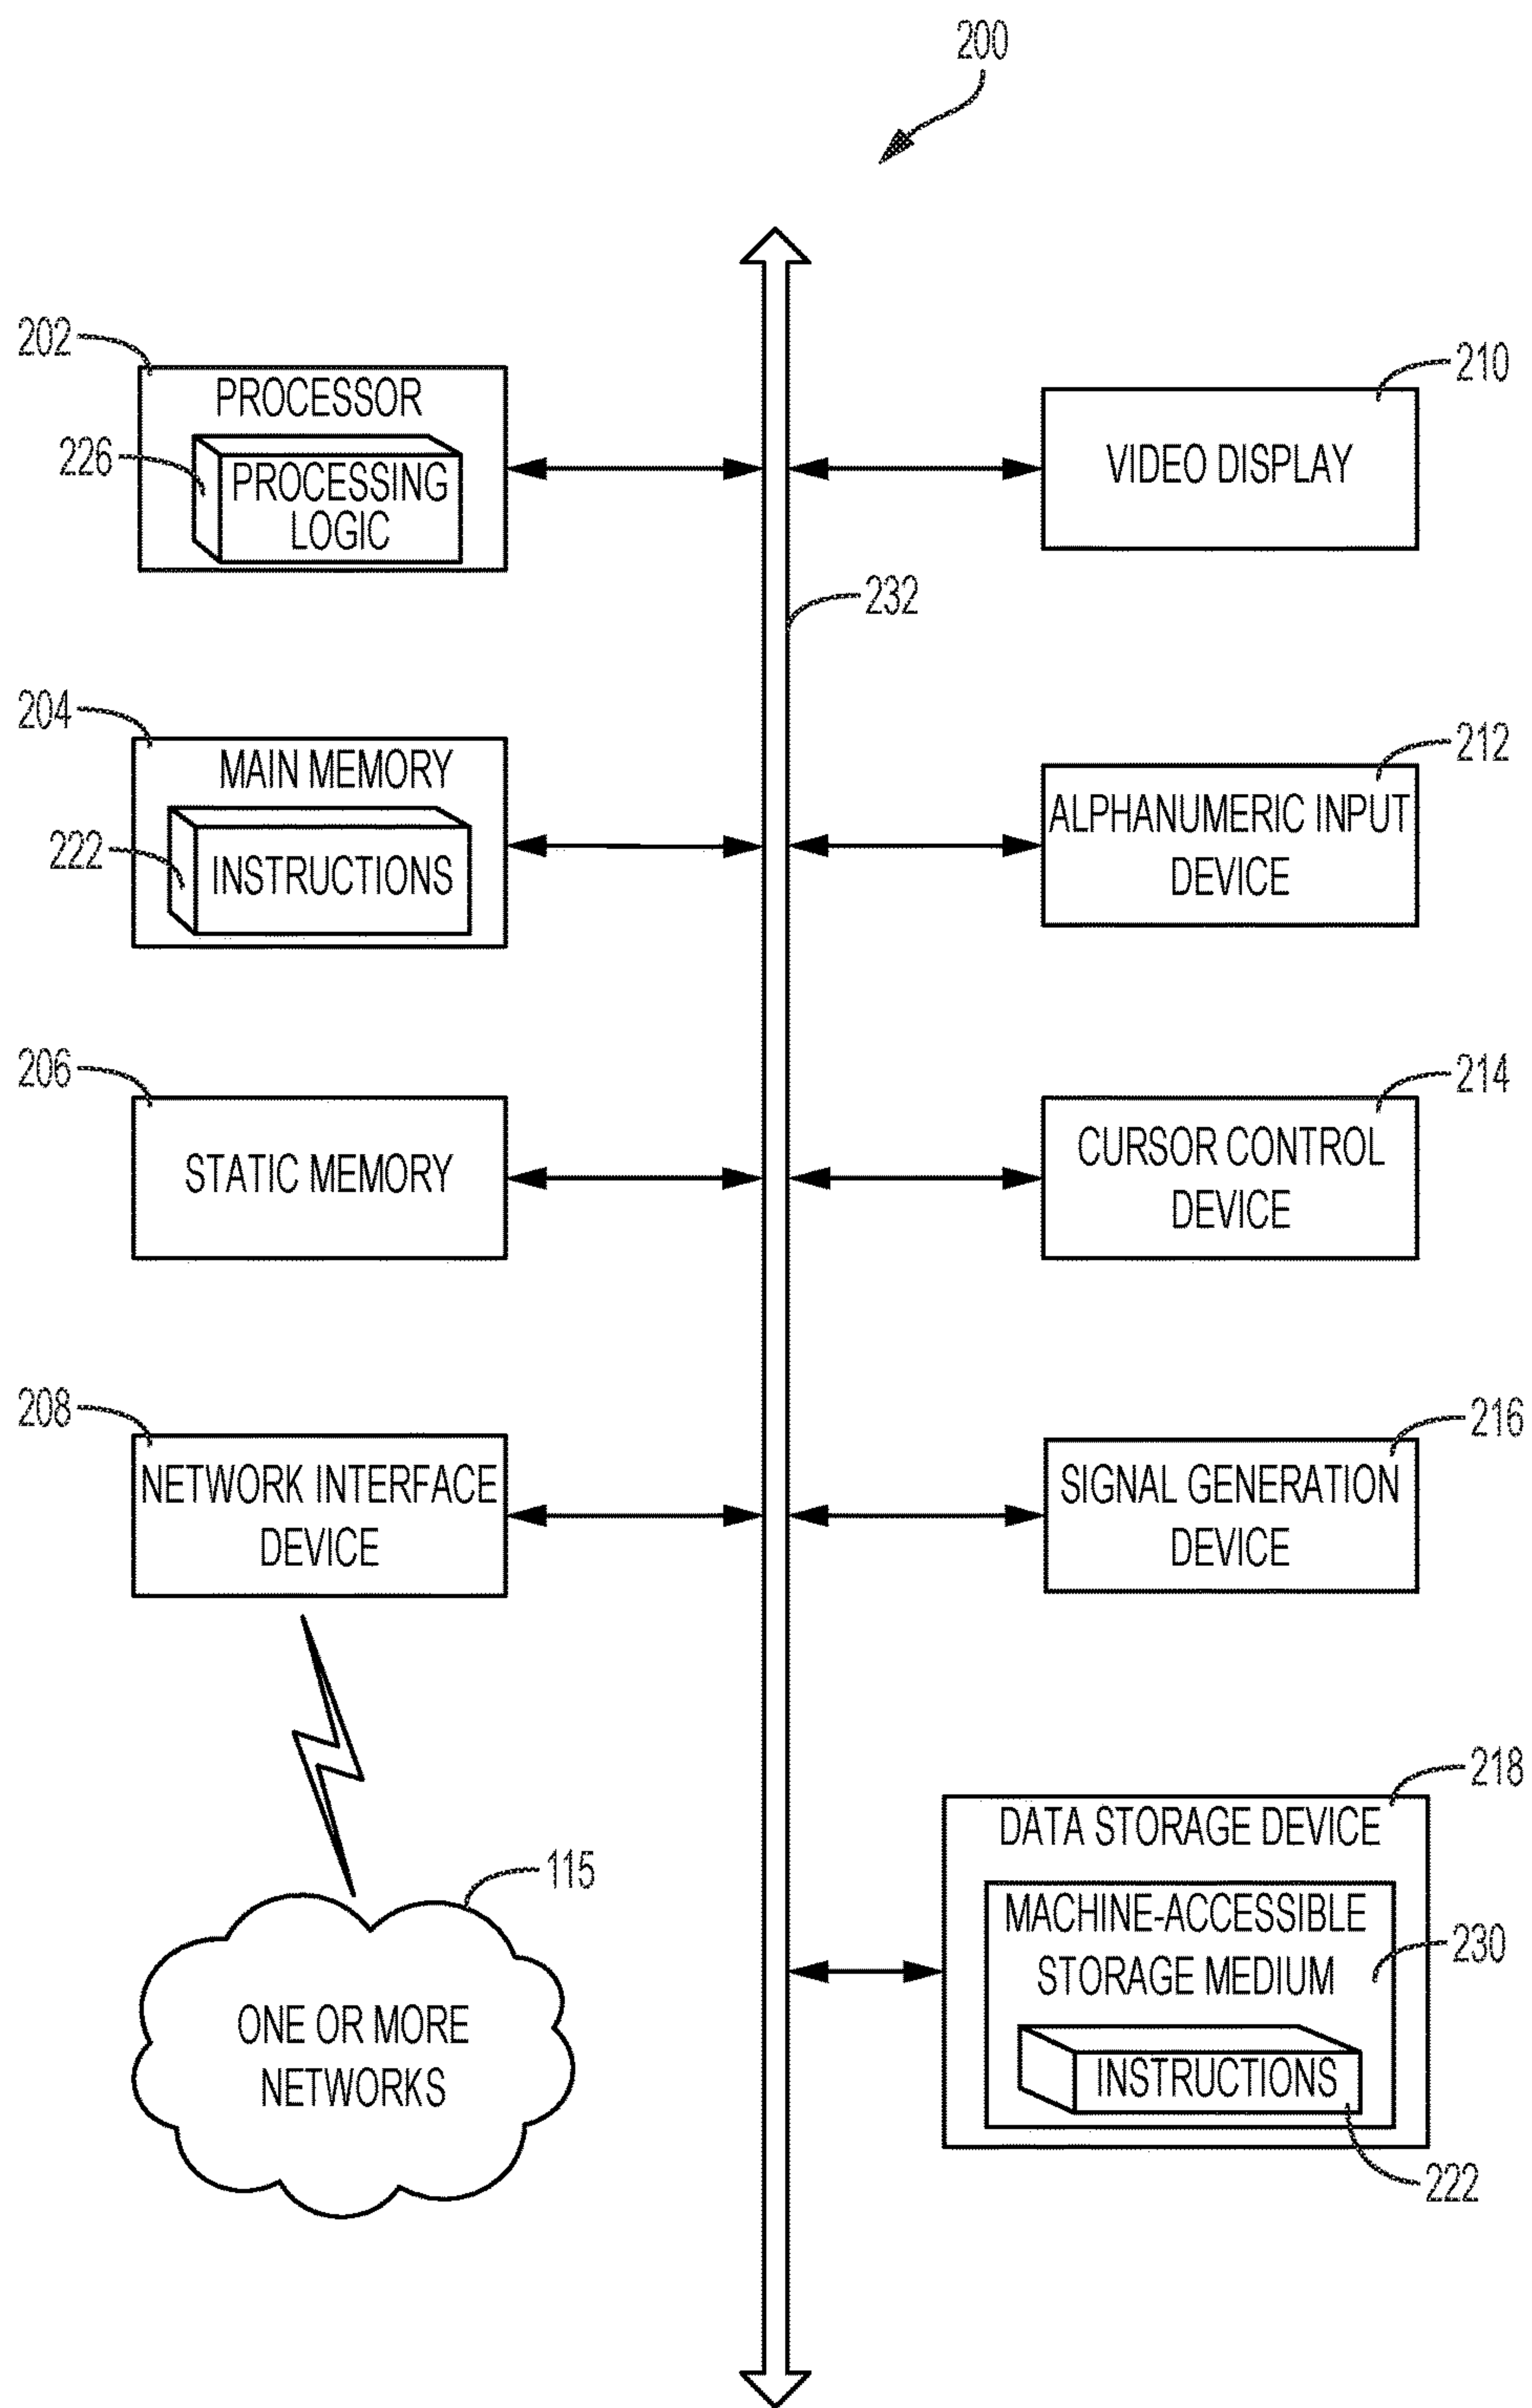 200
202
PROCESSOR
226
PROCESSING
LOGIC
210
VIDEO DISPLAY
232
204
MAIN MEMORY
222
INSTRUCTIONS
212
ALPHANUMERIC INPUT
DEVICE
206
STATIC MEMORY
214
CURSOR CONTROL
DEVICE
208
NETWORK INTERFACE
DEVICE
216
SIGNAL GENERATION
DEVICE
115
ONE OR MORE
NETWORKS
218
DATA STORAGE DEVICE
MACHINE-ACCESSIBLE
STORAGE MEDIUM
230
INSTRUCTIONS
222